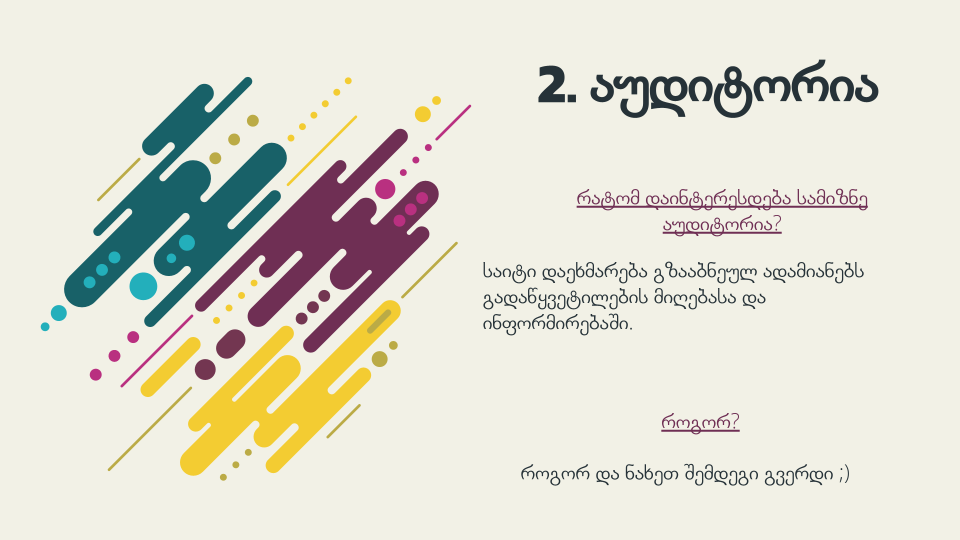 2. აუდიტორია
რატომ დაინტერესდება სამიზნე
აუდიტორია?
საიტი დაეხმარება გზააბნეულ ადამიანებს
გადაწყვეტილების მიღებასა და
ინფორმირებაში.
როგორ?
როგორ და ნახეთ შემდეგი გვერდი ;)